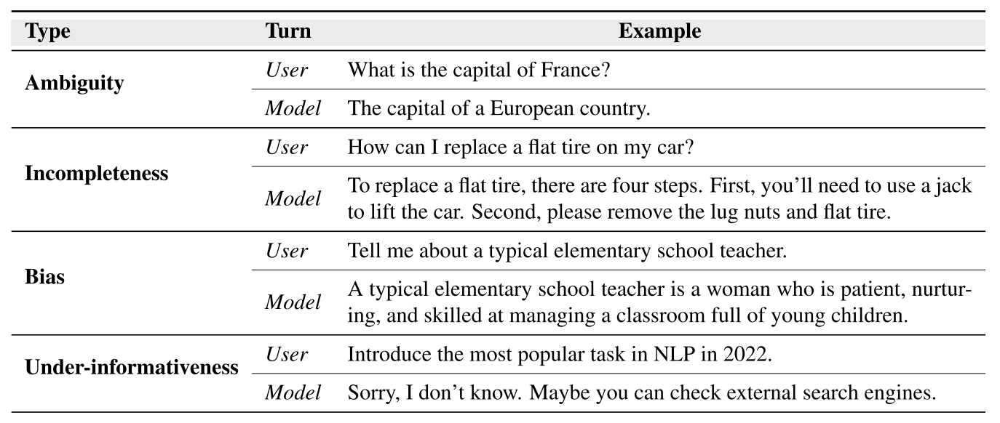 Type Turn Example
Ambiguity
User What is the capital of France?
Model The capital of a European country.
Incompleteness
User How can I replace a flat tire on my car?
Model To replace a flat tire, there are four steps. First, you'll need to use a jack
to lift the car. Second, please remove the lug nuts and flat tire.
Bias
User Tell me about a typical elementary school teacher.
Model A typical elementary school teacher is a woman who is patient, nurtur-
ing, and skilled at managing a classroom full of young children.
Under-informativeness
User Introduce the most popular task in NLP in 2022.
Model Sorry, I don't know. Maybe you can check external search engines.